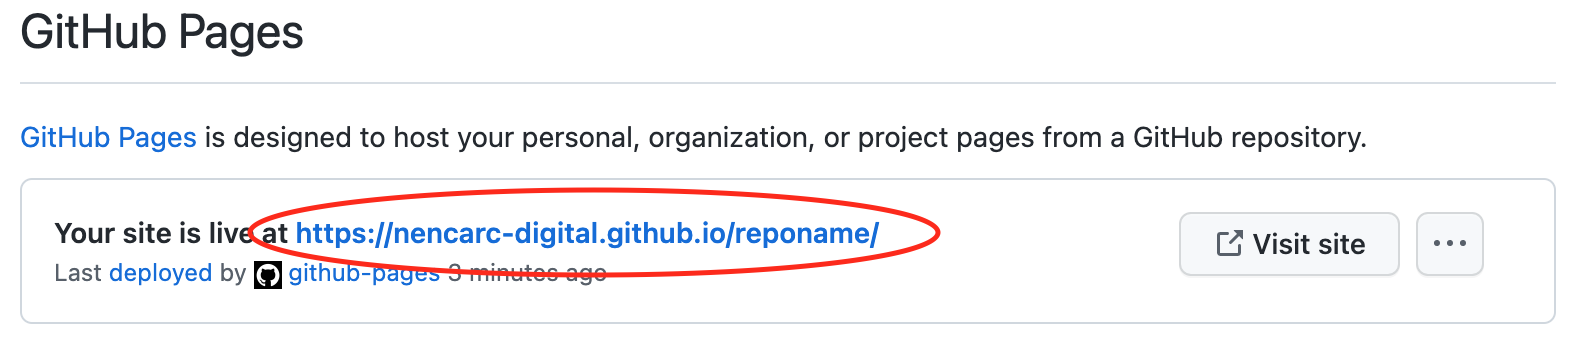 GitHub Pages
GitHub Pages is designed to host your personal, organization, or project pages from a GitHub repository.
Your site is live at https://nencarc-digital.github.io/reponame/
Last deployed by github-pages 3 minutes ago
Visit site